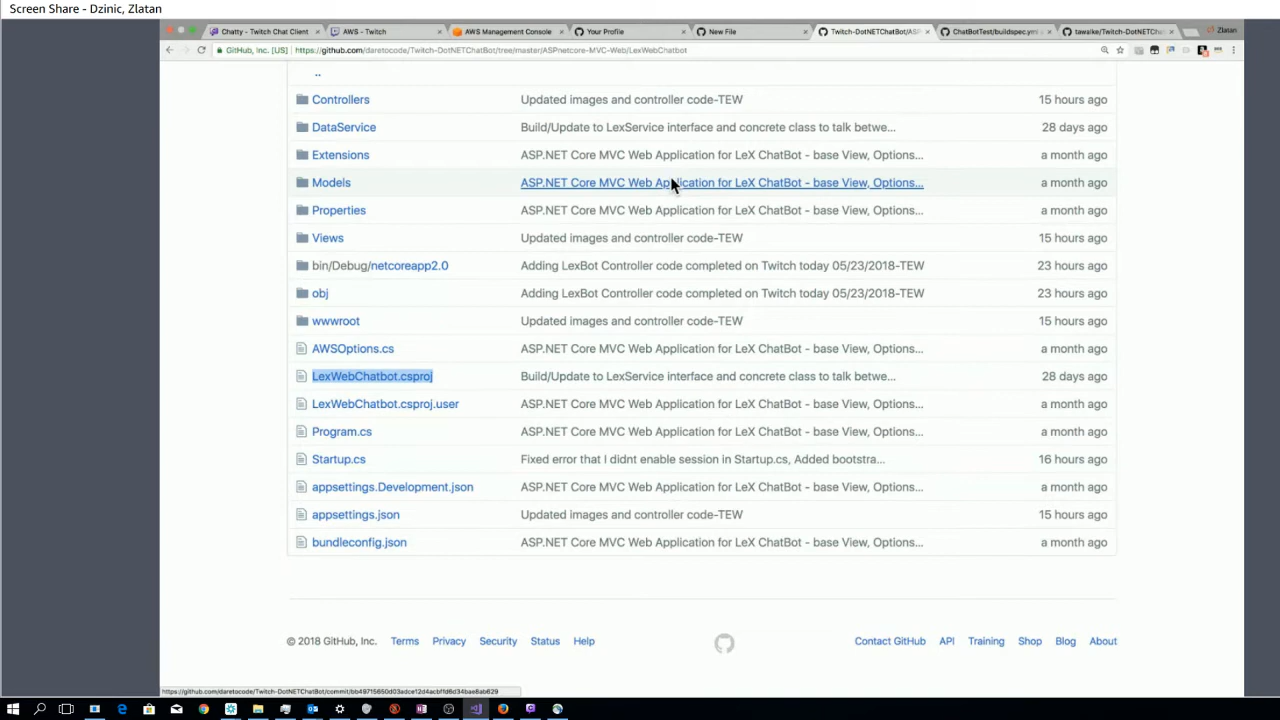 Screen Share - Dzinic, Zlatan
Chatty - Twitch Chat Client
AWS - Twitch
AWS Management Console
Your Profile
New File
Twitch-DotNETChatBot/ASP
ChatBotTest/buildspec.yml
tawalke/Twitch-DotNETChatB
Zlatan
GitHub, Inc. [US] https://github.com/daretocode/Twitch-DotNETChatBot/tree/master/ASPnetcore-MVC-Web/LexWebChatbot
..
Controllers Updated images and controller code-TEW 15 hours ago
DataService Build/Update to LexService interface and concrete class to talk betwe... 28 days ago
Extensions ASP.NET Core MVC Web Application for LeX ChatBot - base View, Options... a month ago
Models ASP.NET Core MVC Web Application for LeX ChatBot - base View, Options... a month ago
Properties ASP.NET Core MVC Web Application for LeX ChatBot - base View, Options... a month ago
Views Updated images and controller code-TEW 15 hours ago
bin/Debug/netcoreapp2.0 Adding LexBot Controller code completed on Twitch today 05/23/2018-TEW 23 hours ago
obj Adding LexBot Controller code completed on Twitch today 05/23/2018-TEW 23 hours ago
wwwroot Updated images and controller code-TEW 15 hours ago
AWSOptions.cs ASP.NET Core MVC Web Application for LeX ChatBot - base View, Options... a month ago
LexWebChatbot.csproj Build/Update to LexService interface and concrete class to talk betwe... 28 days ago
LexWebChatbot.csproj.user ASP.NET Core MVC Web Application for LeX ChatBot - base View, Options... a month ago
Program.cs ASP.NET Core MVC Web Application for LeX ChatBot - base View, Options... a month ago
Startup.cs Fixed error that I didnt enable session in Startup.cs, Added bootstra... 16 hours ago
appsettings.Development.json ASP.NET Core MVC Web Application for LeX ChatBot - base View, Options... a month ago
appsettings.json Updated images and controller code-TEW 15 hours ago
bundleconfig.json ASP.NET Core MVC Web Application for LeX ChatBot - base View, Options... a month ago
© 2018 GitHub, Inc. Terms Privacy Security Status Help Contact GitHub API Training Shop Blog About